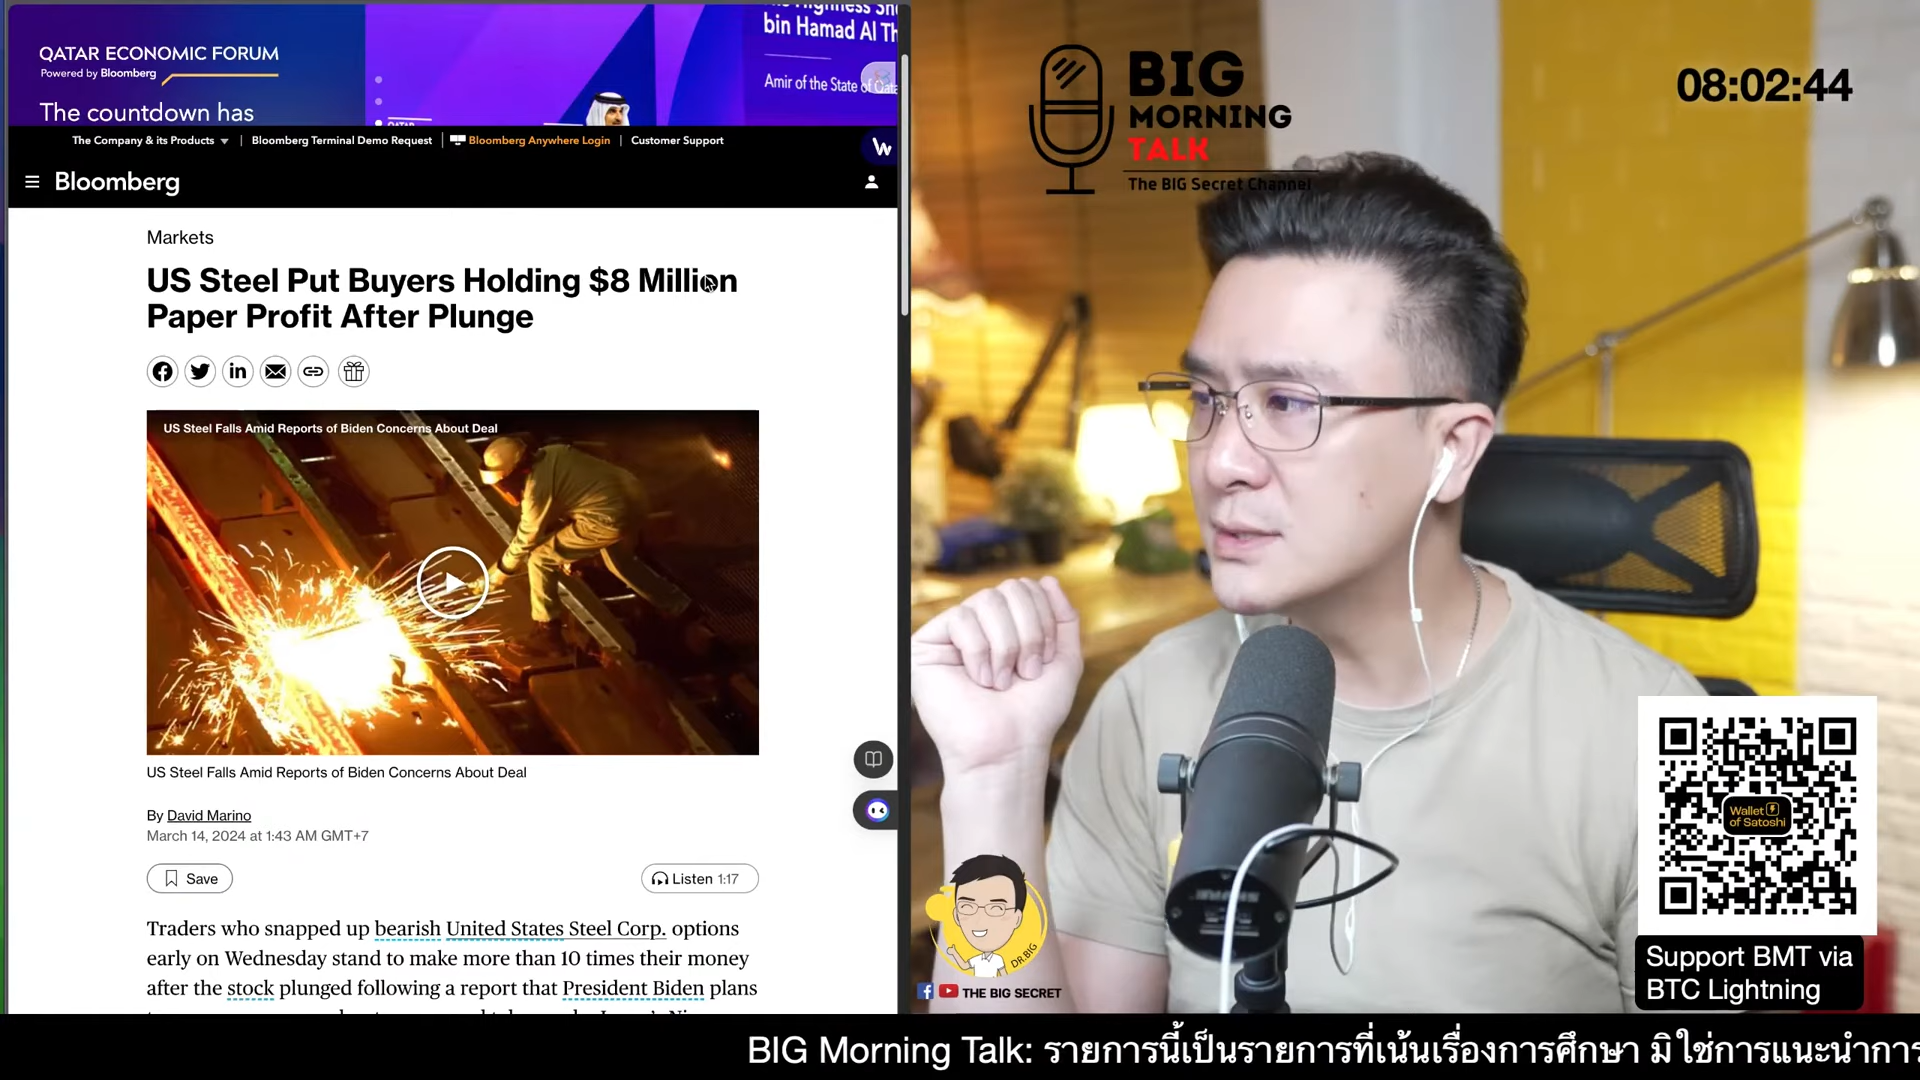 QATAR ECONOMIC FORUM
Powered by Bloomberg
The countdown has
bin Hamad Al Th
Amir of the State of Qata
The Company & its Products
Bloomberg Terminal Demo Request
Bloomberg Anywhere Login
Customer Support
Bloomberg
Markets
US Steel Put Buyers Holding $8 Million
Paper Profit After Plunge
US Steel Falls Amid Reports of Biden Concerns About Deal
US Steel Falls Amid Reports of Biden Concerns About Deal
By David Marino
March 14, 2024 at 1:43 AM GMT+7
Save
Listen 1:17
Traders who snapped up bearish United States Steel Corp. options
early on Wednesday stand to make more than 10 times their money
after the stock plunged following a report that President Biden plans
BIG
MORNING
TALK
The BIG Secret Channel
08:02:44
DR.BIG
THE BIG SECRET
Wallet
of Satoshi
Support BMT via
BTC Lightning
BIG Morning Talk: รายการนี้เป็นรายการที่เน้นเรื่องการศึกษา มิใช่การแนะนำการ